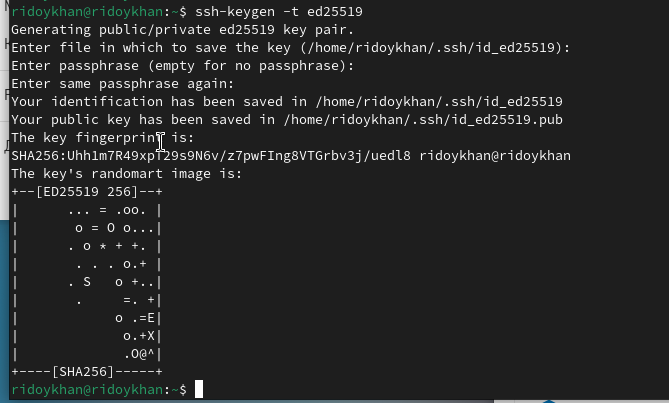 ridoykhan@ridoykhan:~$ ssh-keygen -t ed25519
Generating public/private ed25519 key pair.
Enter file in which to save the key (/home/ridoykhan/.ssh/id_ed25519):
Enter passphrase (empty for no passphrase):
Enter same passphrase again:
Your identification has been saved in /home/ridoykhan/.ssh/id_ed25519
Your public key has been saved in /home/ridoykhan/.ssh/id_ed25519.pub
The key fingerprint is:
SHA256:Uhh1m7R49xpT29s9N6v/z7pwFIng8VTGrbv3j/uedl8 ridoykhan@ridoykhan
The key's randomart image is:
+--[ED25519 256]--+
|      ... = .oo. |
|       o = O o...|
|      . o * + +. |
|       . . . o.+ |
|      . S   o +..|
|       .     =. +|
|            o .=E|
|             o.+X|
|             .O@^|
+----[SHA256]-----+
ridoykhan@ridoykhan:~$